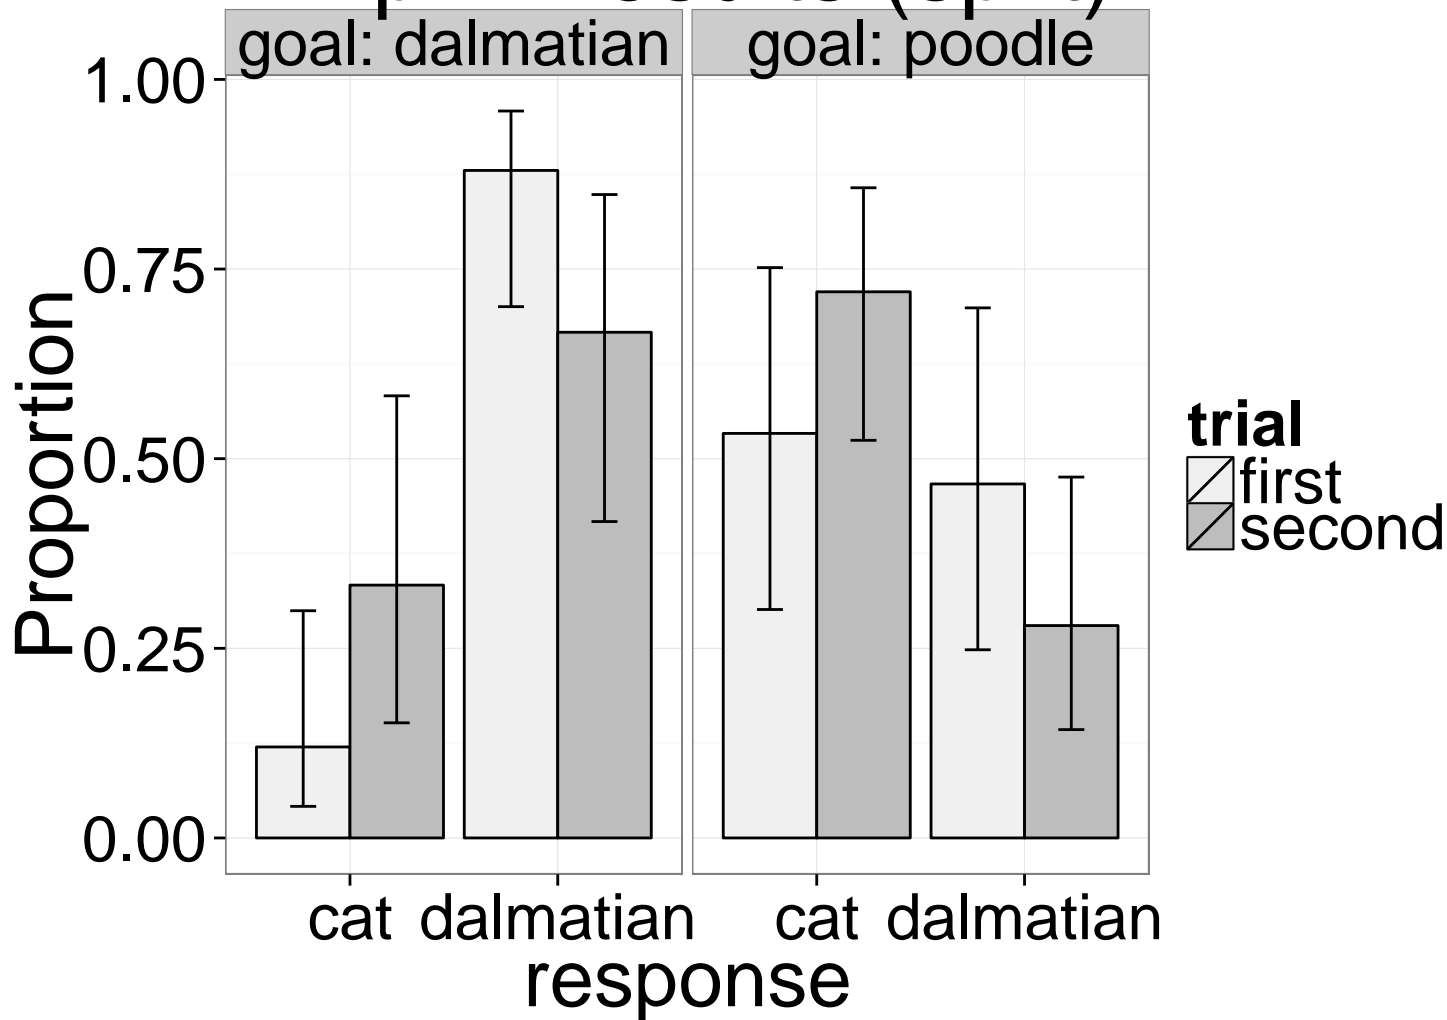 goal: dalmatian goal: poodle
1.00
0.75
0.50
0.25
0.00
Proportion
cat dalmatian cat dalmatian
response
trial
first
second